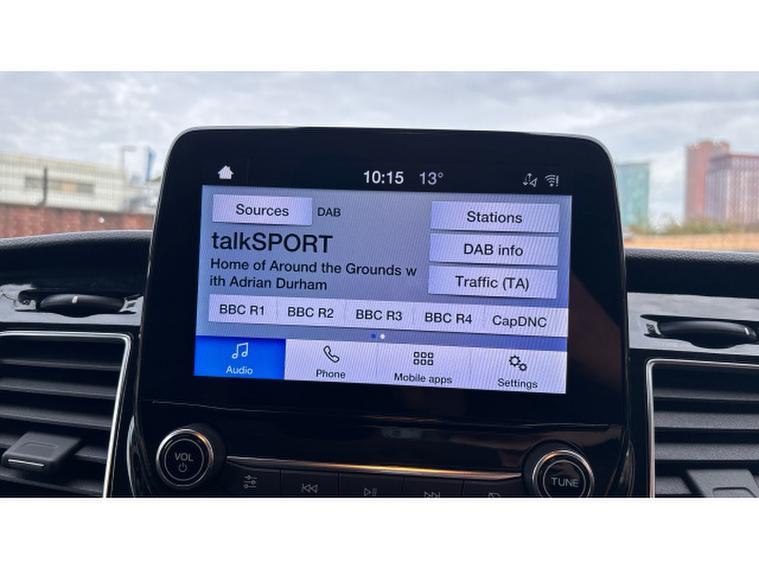 10:15 13°
Sources DAB Stations
talkSPORT
DAB info
Home of Around the Grounds w
ith Adrian Durham
Traffic (TA)
BBC R1 BBC R2 BBC R3 BBC R4 CapDNC
Audio Phone Mobile apps Settings
VOL TUNE